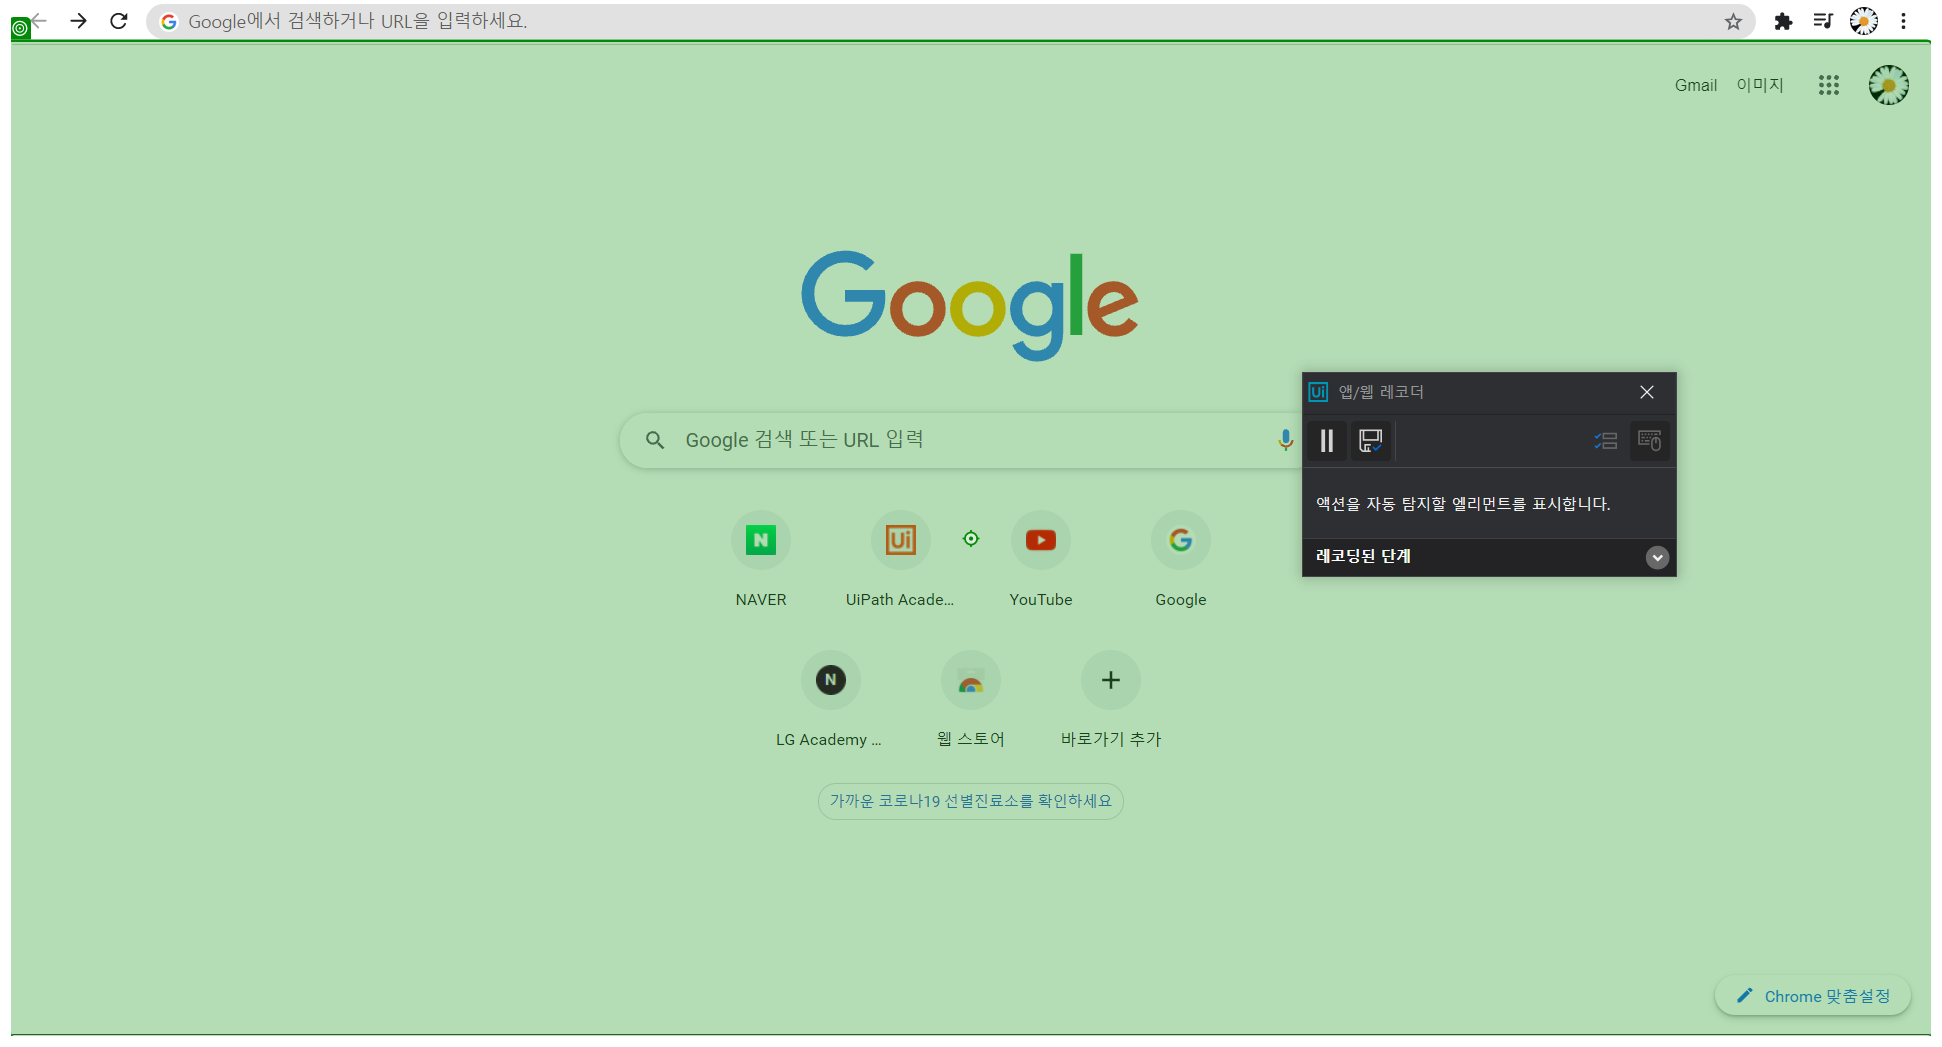 Google에서 검색하거나 URL을 입력하세요.
Gmail 이미지
Google
Google 검색 또는 URL 입력
Ui 앱/웹 레코더
액션을 자동 탐지할 엘리먼트를 표시합니다.
레코딩된 단계
N Ui G
NAVER UiPath Acade... YouTube Google
N
LG Academy ... 웹 스토어 바로가기 추가
가까운 코로나19 선별진료소를 확인하세요
Chrome 맞춤설정